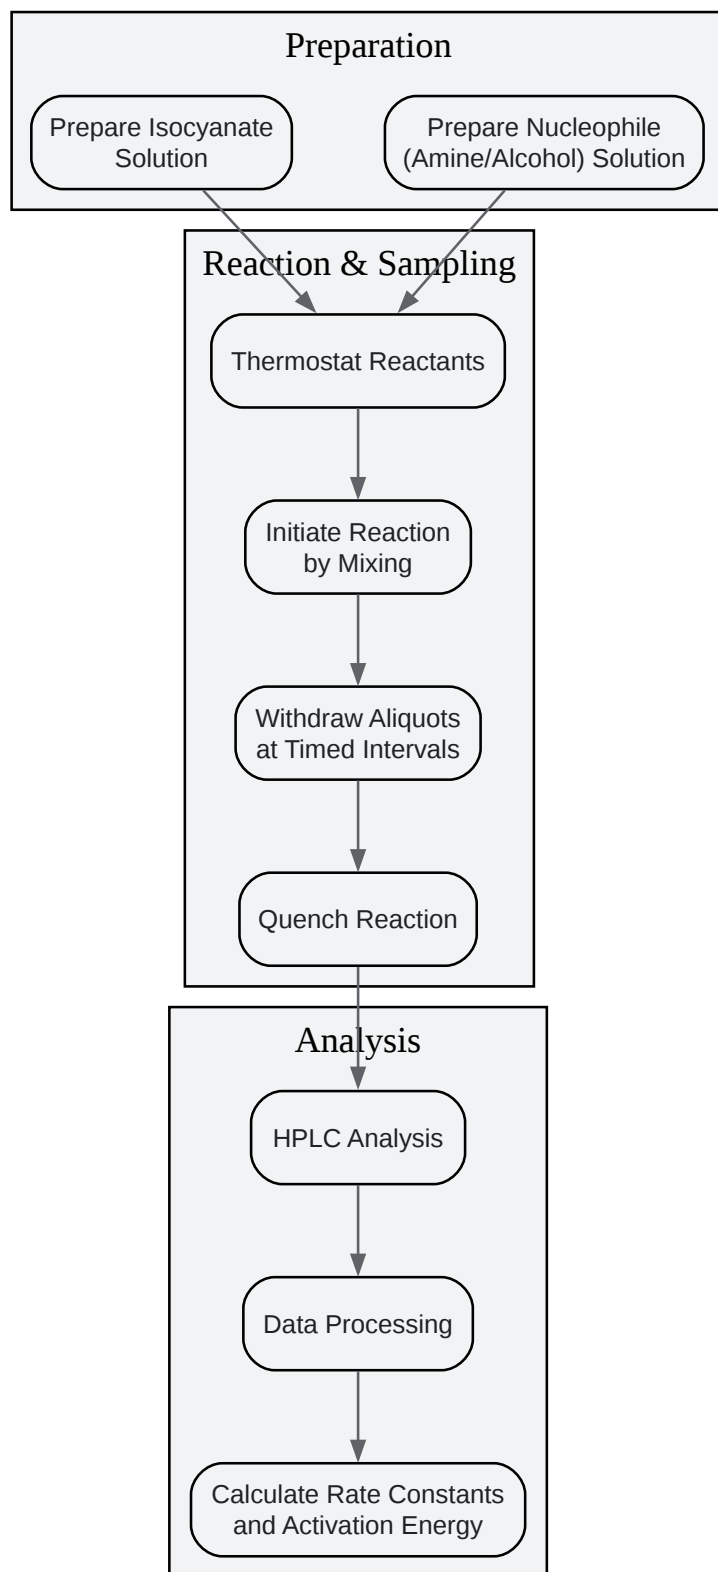 Preparation
Prepare Isocyanate
Solution
Prepare Nucleophile
(Amine/Alcohol) Solution
Reaction & Sampling
Thermostat Reactants
Initiate Reaction
by Mixing
Withdraw Aliquots
at Timed Intervals
Quench Reaction
Analysis
HPLC Analysis
Data Processing
Calculate Rate Constants
and Activation Energy